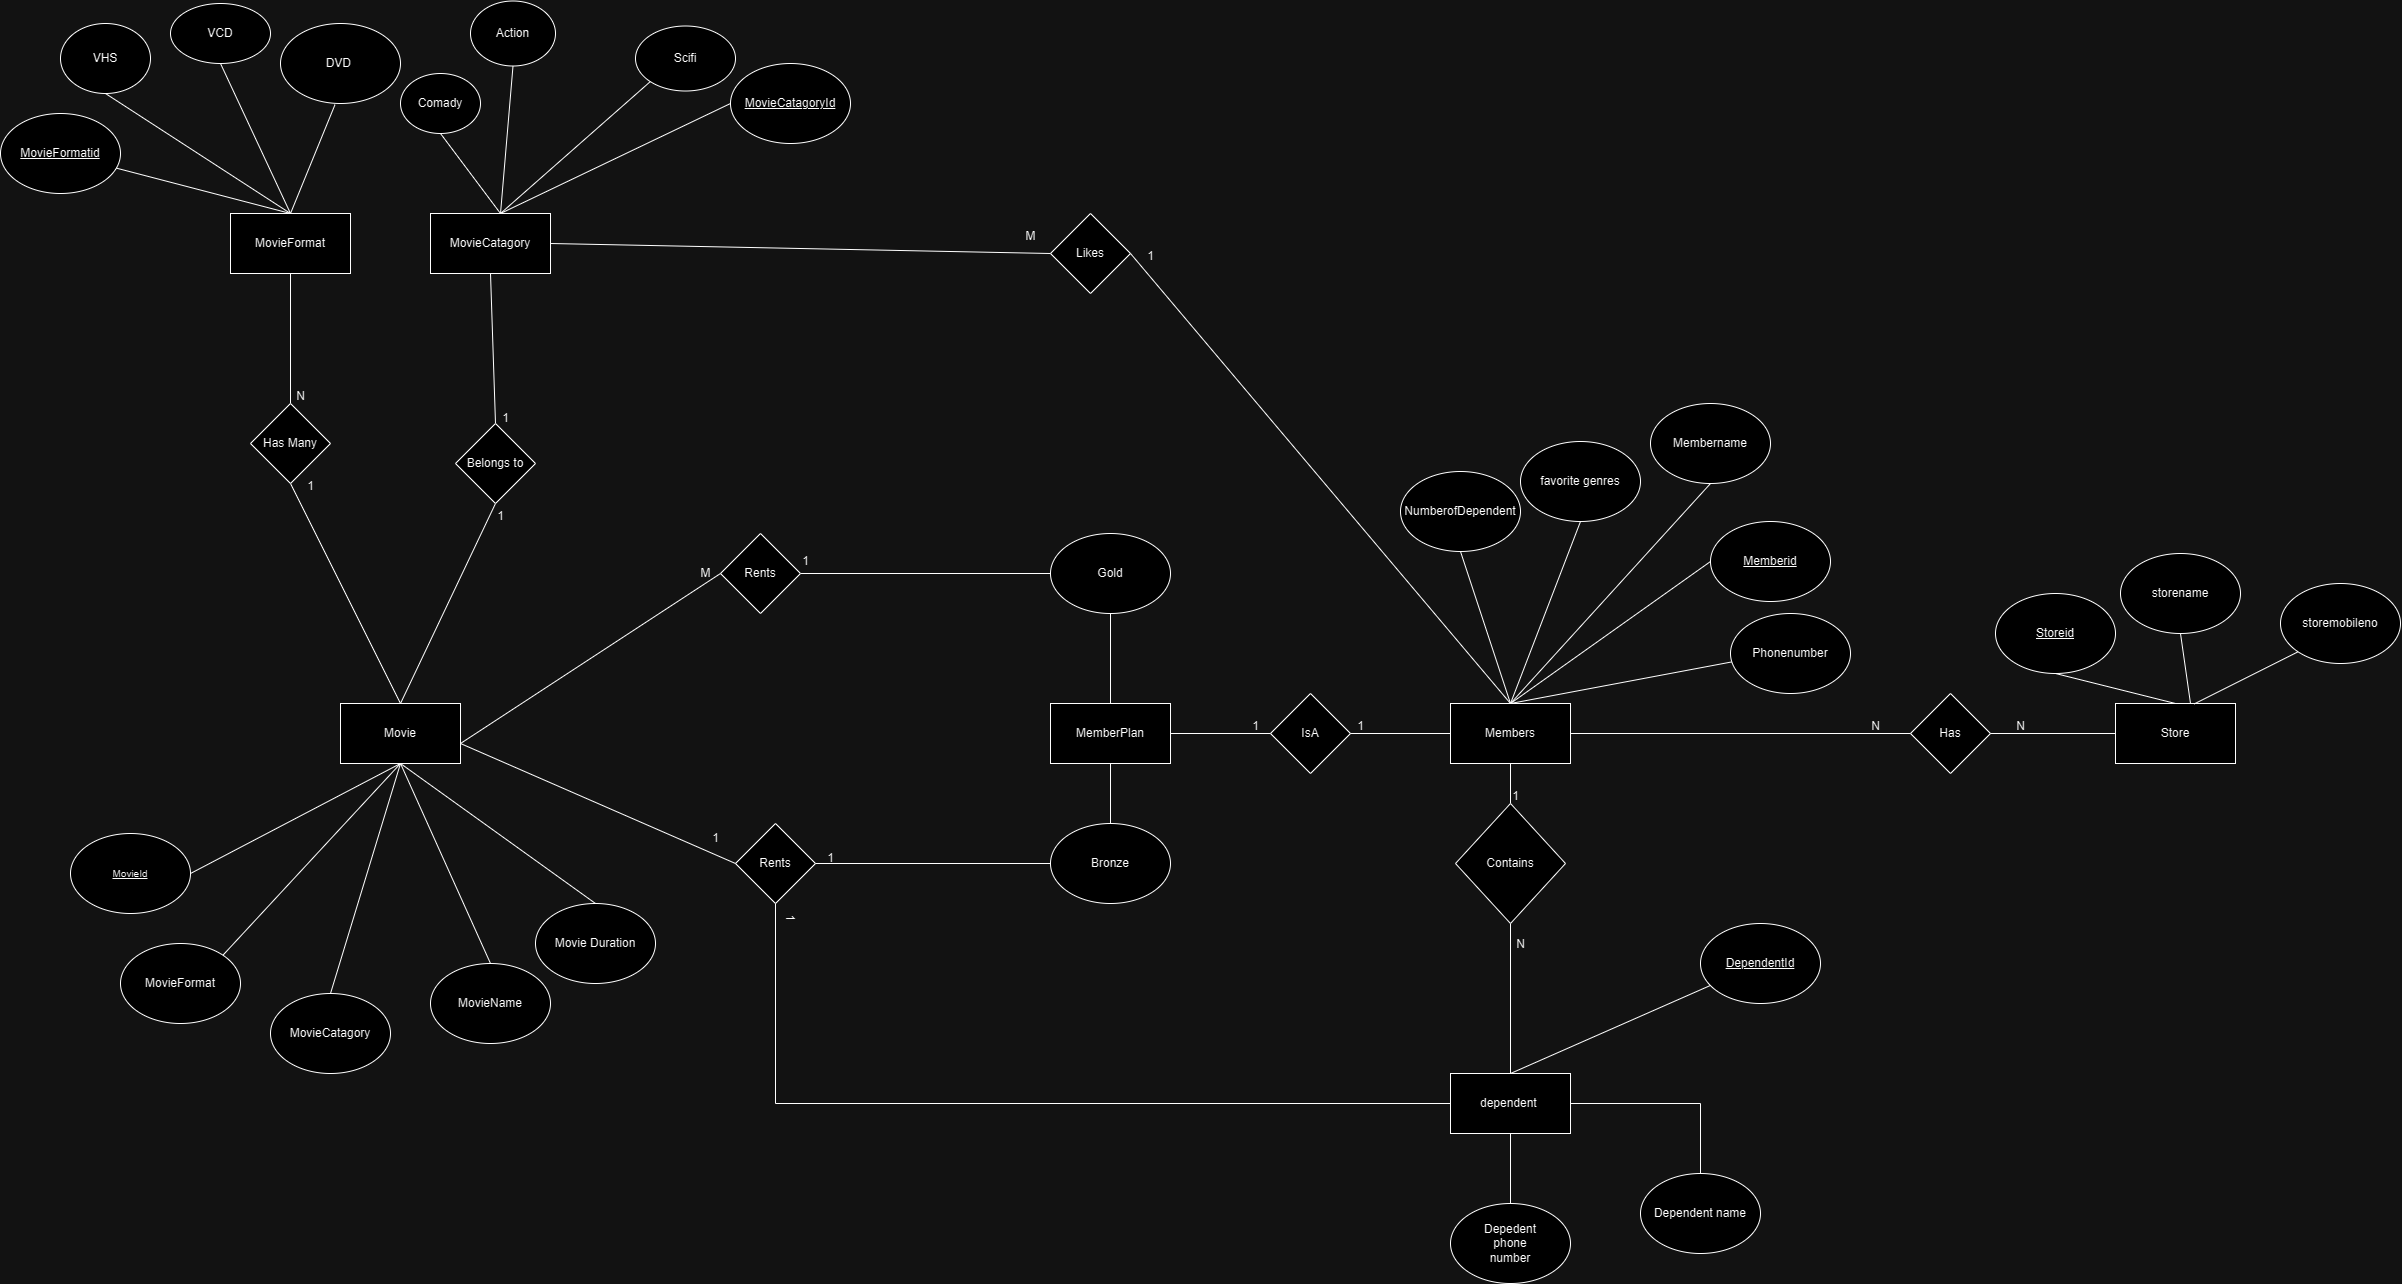 VCD
Action
VHS
DVD
Scifi
Comady
MovieCatagoryId
MovieFormatid
MovieFormat
MovieCatagory
M
Likes
1
N
1
Has Many
Membername
Belongs to
1
1
favorite genres
NumberofDependent
Memberid
1
M
Rents
Gold
storename
Storeid
storemobileno
Phonenumber
Movie
MemberPlan
1
IsA
1
Members
N
Has
N
Store
1
1
Rents
1
Bronze
Contains
MovieId
1
N
Movie Duration
DependentId
MovieFormat
MovieName
MovieCatagory
dependent
Dependent name
Depedent
phone
number